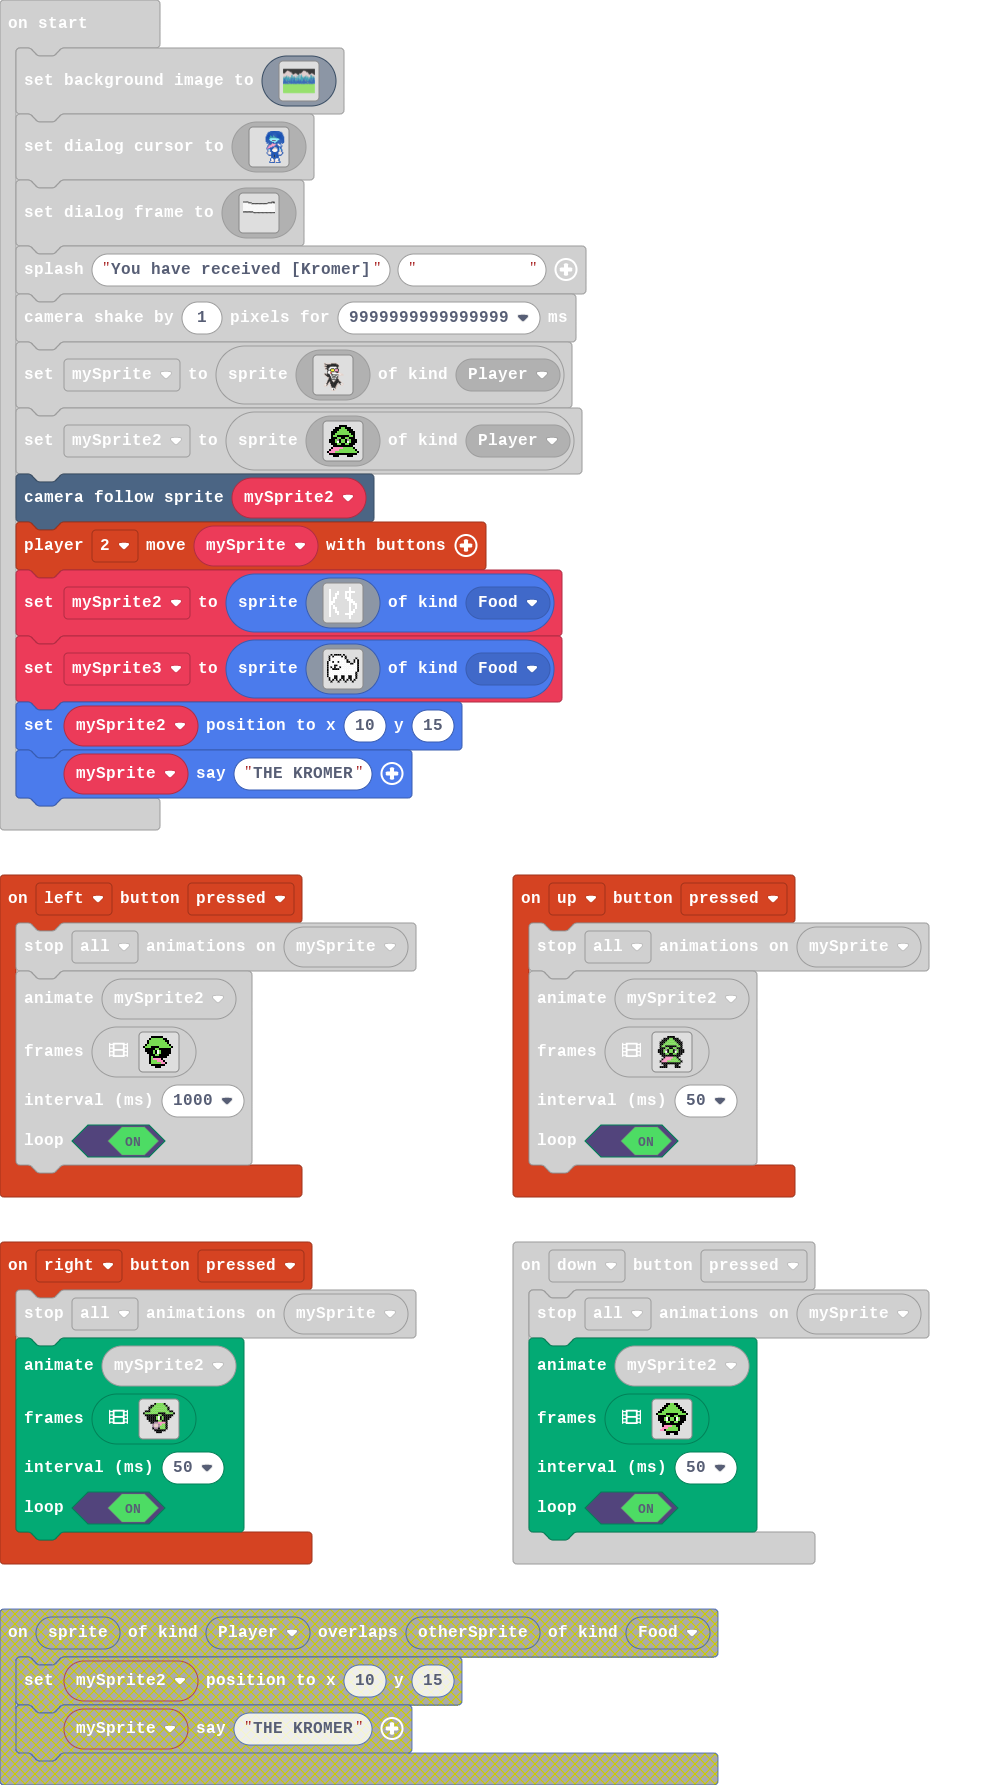 on start
set background image to
set dialog cursor to
set dialog frame to
splash "You have received [Kromer]" " "
camera shake by 1 pixels for 9999999999999999 ms
set mySprite to sprite of kind Player
set mySprite2 to sprite of kind Player
camera follow sprite mySprite2
player 2 move mySprite with buttons
set mySprite2 to sprite K$ of kind Food
set mySprite3 to sprite of kind Food
set mySprite2 position to x 10 y 15
mySprite say "THE KROMER"
on left button pressed
stop all animations on mySprite
animate mySprite2
frames
interval (ms) 1000
loop ON
on up button pressed
stop all animations on mySprite
animate mySprite2
frames
interval (ms) 50
loop ON
on right button pressed
stop all animations on mySprite
animate mySprite2
frames
interval (ms) 50
loop ON
on down button pressed
stop all animations on mySprite
animate mySprite2
frames
interval (ms) 50
loop ON
on sprite of kind Player overlaps otherSprite of kind Food
set mySprite2 position to x 10 y 15
mySprite say "THE KROMER"